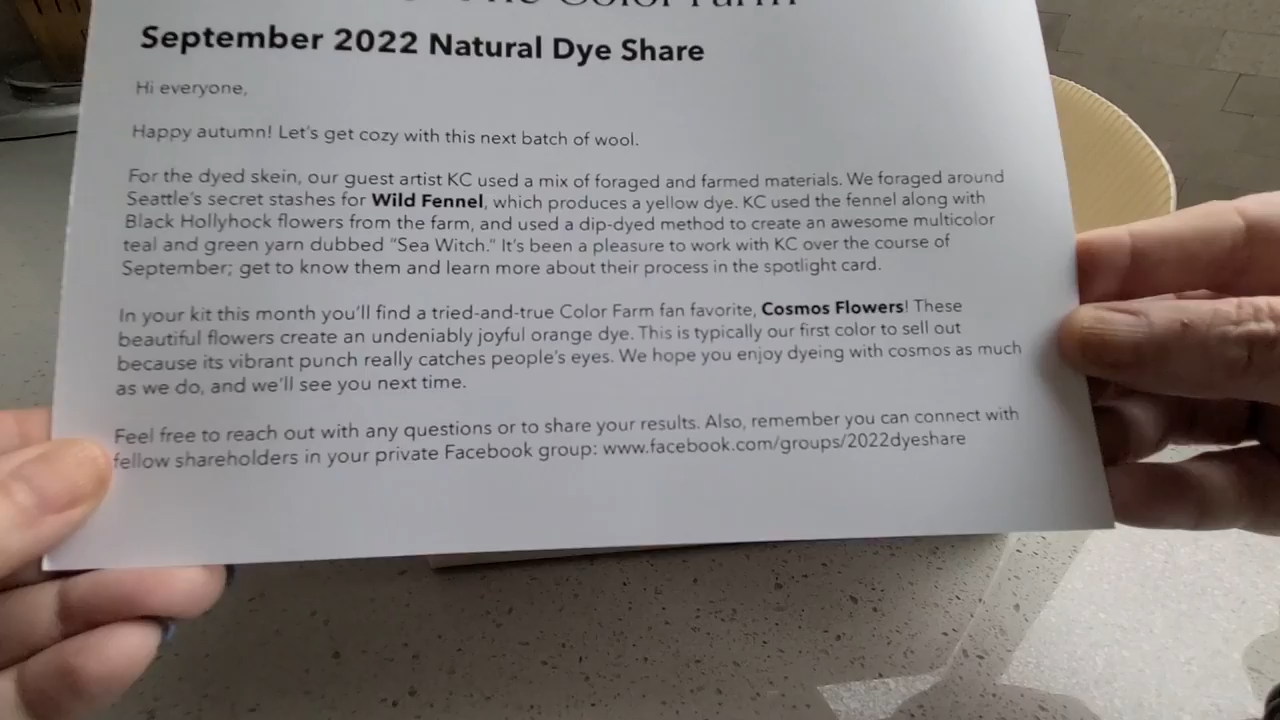 The Color Farm
September 2022 Natural Dye Share
Hi everyone,
Happy autumn! Let's get cozy with this next batch of wool.
For the dyed skein, our guest artist KC used a mix of foraged and farmed materials. We foraged around
Seattle's secret stashes for Wild Fennel, which produces a yellow dye. KC used the fennel along with
Black Hollyhock flowers from the farm, and used a dip-dyed method to create an awesome multicolor
teal and green yarn dubbed "Sea Witch." It's been a pleasure to work with KC over the course of
September; get to know them and learn more about their process in the spotlight card.
In your kit this month you'll find a tried-and-true Color Farm fan favorite, Cosmos Flowers! These
beautiful flowers create an undeniably joyful orange dye. This is typically our first color to sell out
because its vibrant punch really catches people's eyes. We hope you enjoy dyeing with cosmos as much
as we do, and we'll see you next time.
Feel free to reach out with any questions or to share your results. Also, remember you can connect with
fellow shareholders in your private Facebook group: www.facebook.com/groups/2022dyeshare